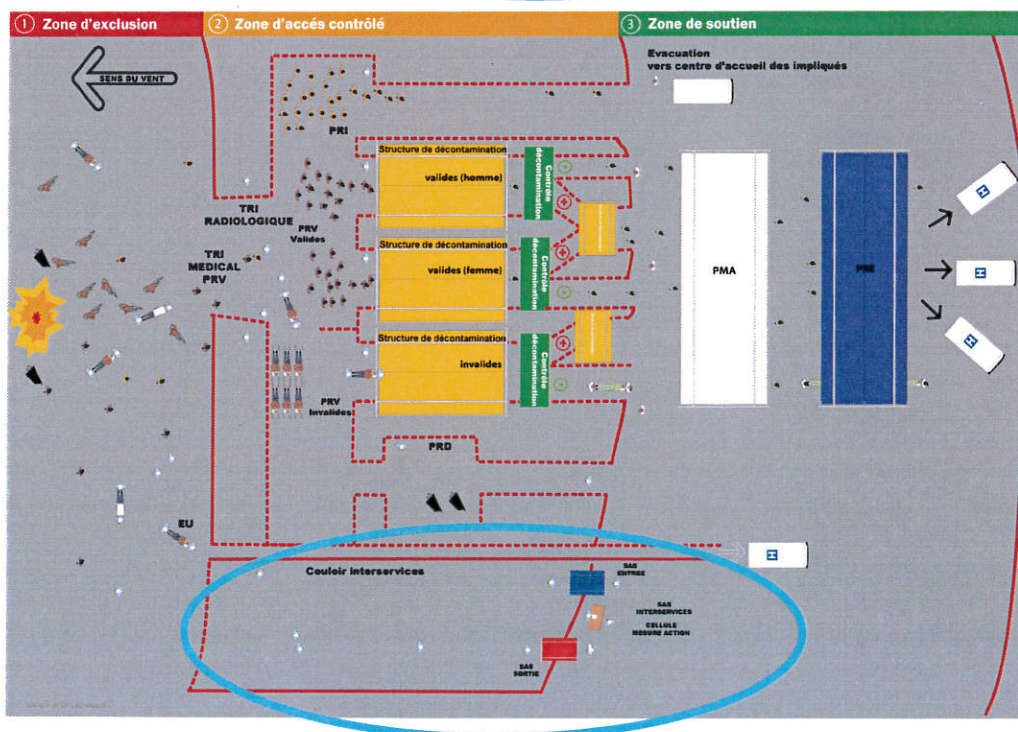 1 Zone d'exclusion
2 Zone d'accés contrôlé
3 Zone de soutien
SENS DU VENT
Evacuation
vers centre d'accueil des impliqués
PRI
TRI
RADIOLOGIQUE
PRV
Valides
TRI
MEDICAL
PRV
Structure de décontamination
valides (homme)
Contrôle
décontamination
Structure de décontamination
valides (femme)
Contrôle
décontamination
Structure de décontamination
invalides
Contrôle
décontamination
PRV
Invalides
PMA
PRE
H
H
H
PRD
EU
H
Couloir interservices
SAS
ENTREE
SAS
INTERSERVICES
CELLULE
MESURE ACTION
SAS
SORTIE